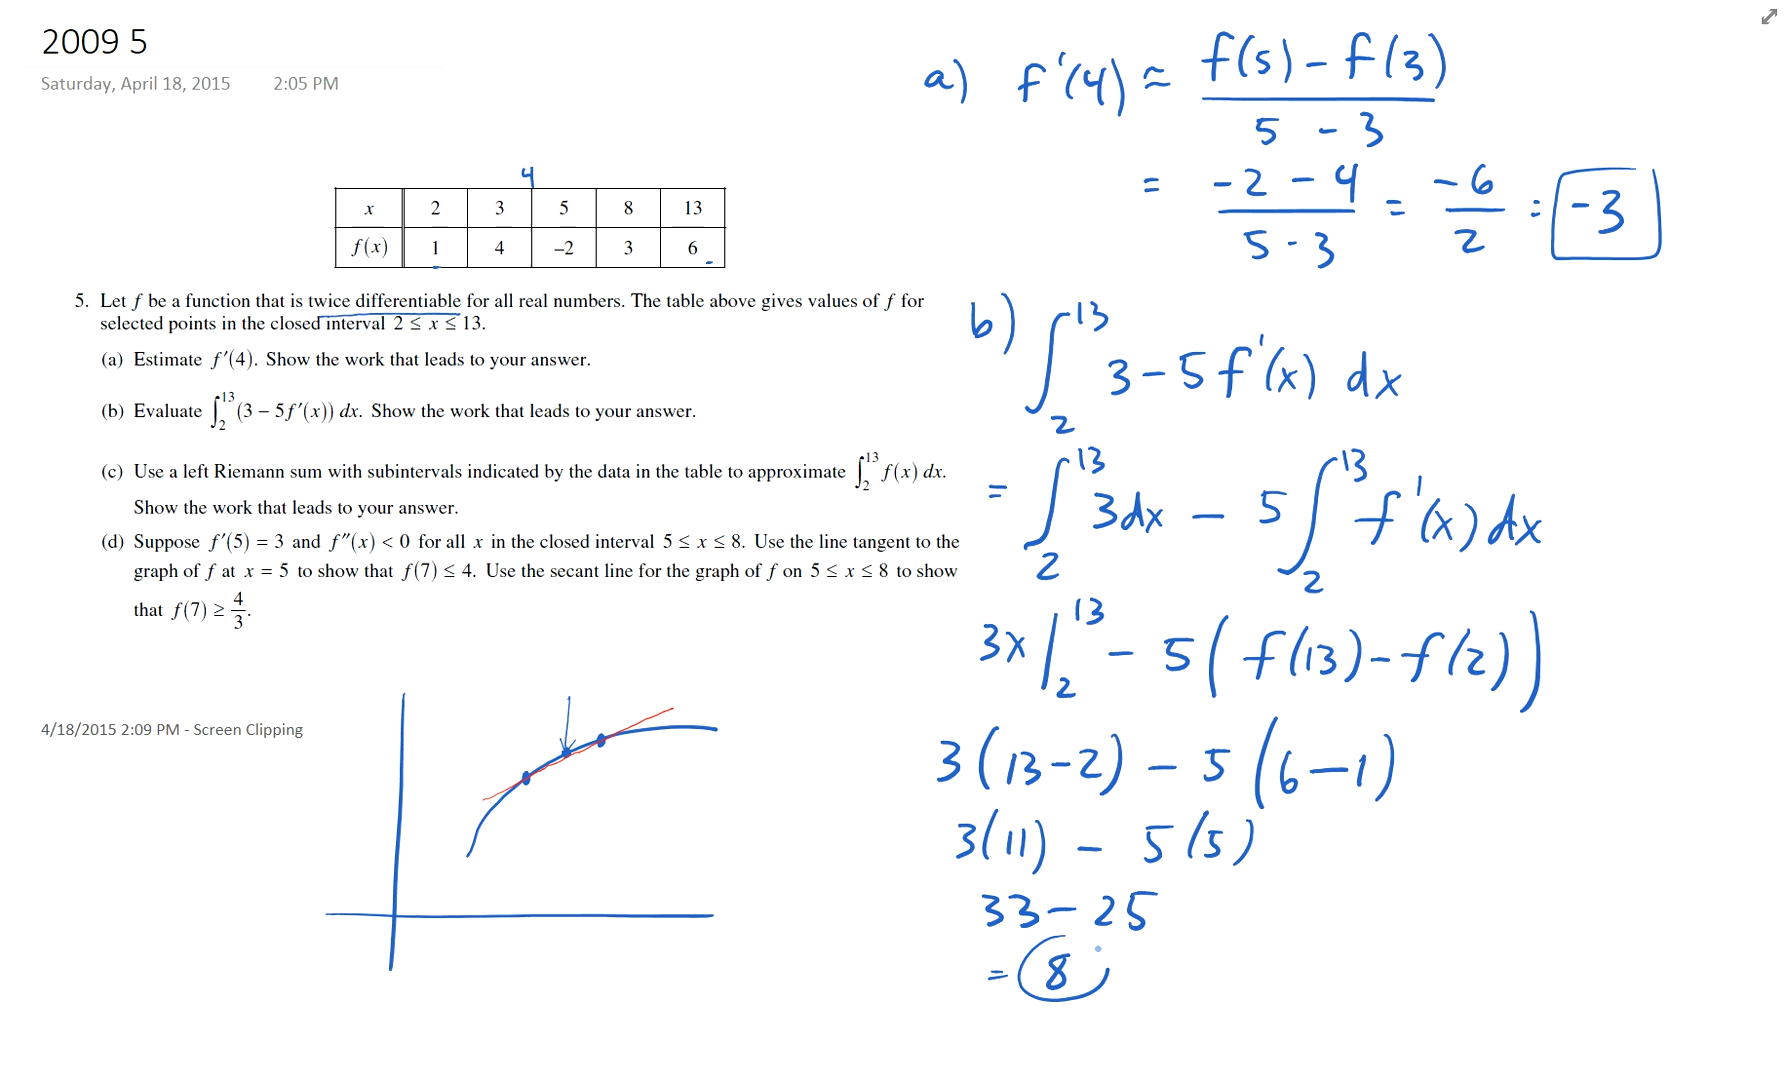 2009 5
Saturday, April 18, 2015 2:05 PM
4
x 2 3 5 8 13
f(x) 1 4 –2 3 6
5. Let f be a function that is twice differentiable for all real numbers. The table above gives values of f for
selected points in the closed interval 2 ≤ x ≤ 13.
(a) Estimate f′(4). Show the work that leads to your answer.
(b) Evaluate ∫₂¹³ (3 – 5f′(x)) dx. Show the work that leads to your answer.
(c) Use a left Riemann sum with subintervals indicated by the data in the table to approximate ∫₂¹³ f(x) dx.
Show the work that leads to your answer.
(d) Suppose f′(5) = 3 and f″(x) < 0 for all x in the closed interval 5 ≤ x ≤ 8. Use the line tangent to the
graph of f at x = 5 to show that f(7) ≤ 4. Use the secant line for the graph of f on 5 ≤ x ≤ 8 to show
that f(7) ≥ 4/3.
4/18/2015 2:09 PM - Screen Clipping
a) f'(4) ≈ f(5) - f(3)
5 - 3
= -2 - 4 = -6 = -3
5 - 3 2
b) ∫₂¹³ 3 - 5f'(x) dx
= ∫₂¹³ 3dx - 5 ∫₂¹³ f'(x) dx
3x |₂¹³ - 5(f(13) - f(2))
3(13-2) - 5(6-1)
3(11) - 5(5)
33 - 25
= 8